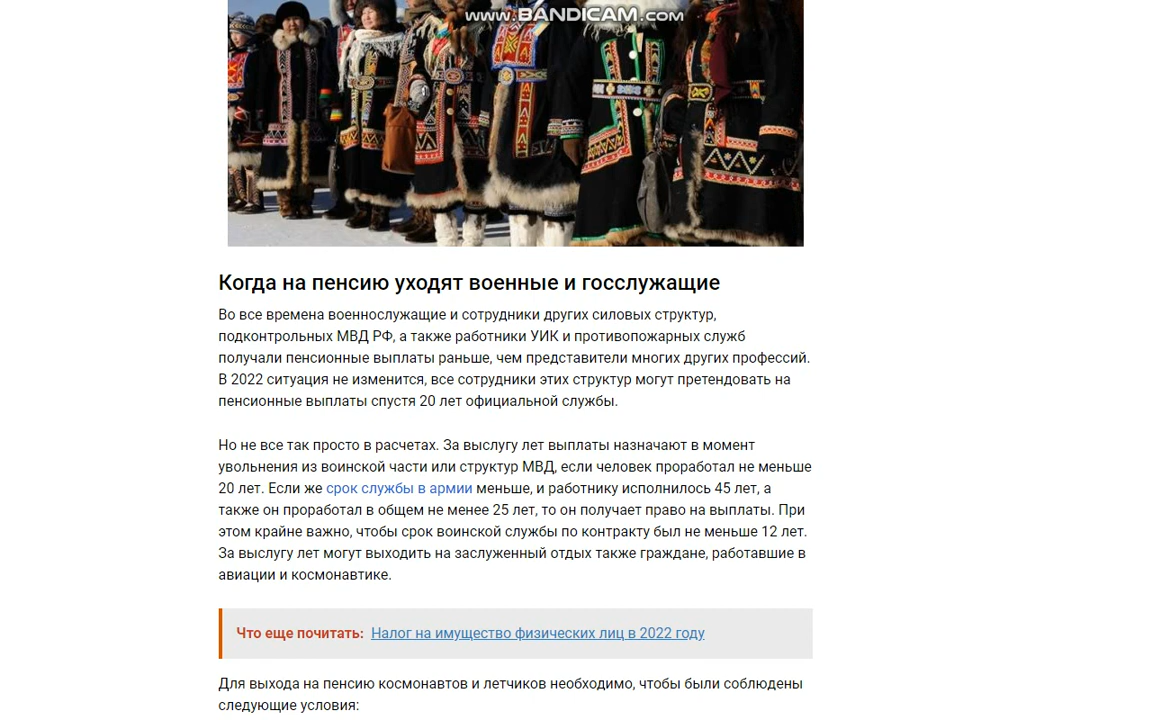 www.BANDICAM.com
Когда на пенсию уходят военные и госслужащие
Во все времена военнослужащие и сотрудники других силовых структур,
подконтрольных МВД РФ, а также работники УИК и противопожарных служб
получали пенсионные выплаты раньше, чем представители многих других профессий.
В 2022 ситуация не изменится, все сотрудники этих структур могут претендовать на
пенсионные выплаты спустя 20 лет официальной службы.
Но не все так просто в расчетах. За выслугу лет выплаты назначают в момент
увольнения из воинской части или структур МВД, если человек проработал не меньше
20 лет. Если же срок службы в армии меньше, и работнику исполнилось 45 лет, а
также он проработал в общем не менее 25 лет, то он получает право на выплаты. При
этом крайне важно, чтобы срок воинской службы по контракту был не меньше 12 лет.
За выслугу лет могут выходить на заслуженный отдых также граждане, работавшие в
авиации и космонавтике.
Что еще почитать: Налог на имущество физических лиц в 2022 году
Для выхода на пенсию космонавтов и летчиков необходимо, чтобы были соблюдены
следующие условия: